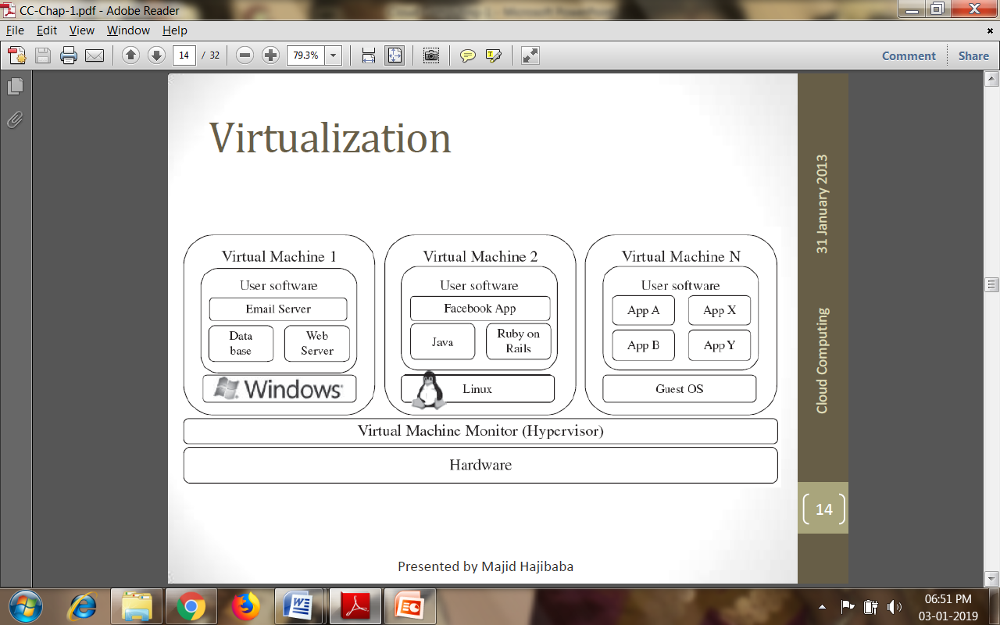 CC-Chap-1.pdf - Adobe Reader
File Edit View Window Help
14 / 32 79.3% Comment Share
Virtualization
31 January 2013
Cloud Computing
Virtual Machine 1
User software
Email Server
Data base
Web Server
Windows
Virtual Machine 2
User software
Facebook App
Java
Ruby on Rails
Linux
Virtual Machine N
User software
App A App X
App B App Y
Guest OS
Virtual Machine Monitor (Hypervisor)
Hardware
14
Presented by Majid Hajibaba
06:51 PM
03-01-2019